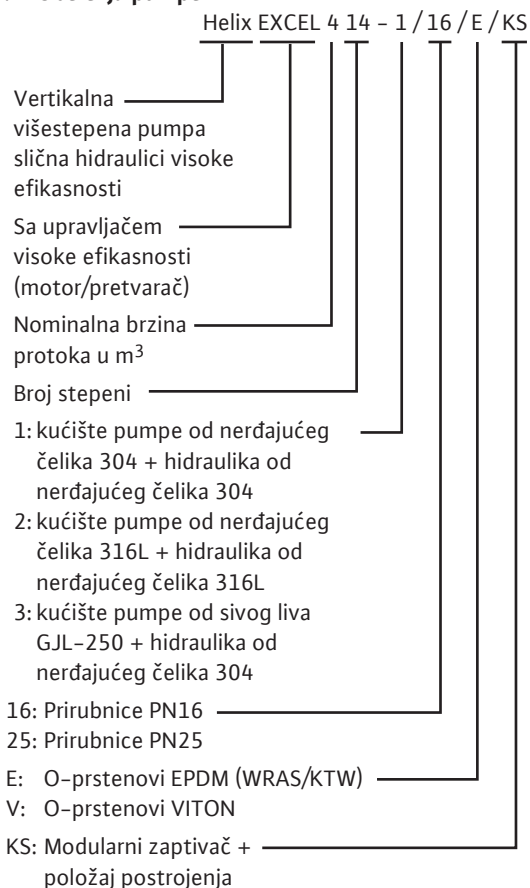 Helix EXCEL 4 14 - 1 / 16 / E / KS
Vertikalna
višestepena pumpa
slična hidraulici visoke
efikasnosti
Sa upravljačem
visoke efikasnosti
(motor/pretvarač)
Nominalna brzina
protoka u m³
Broj stepeni
1: kućište pumpe od nerđajućeg
čelika 304 + hidraulika od
nerđajućeg čelika 304
2: kućište pumpe od nerđajućeg
čelika 316L + hidraulika od
nerđajućeg čelika 316L
3: kućište pumpe od sivog liva
GJL-250 + hidraulika od
nerđajućeg čelika 304
16: Prirubnice PN16
25: Prirubnice PN25
E: O-prstenovi EPDM (WRAS/KTW)
V: O-prstenovi VITON
KS: Modularni zaptivač +
položaj postrojenja